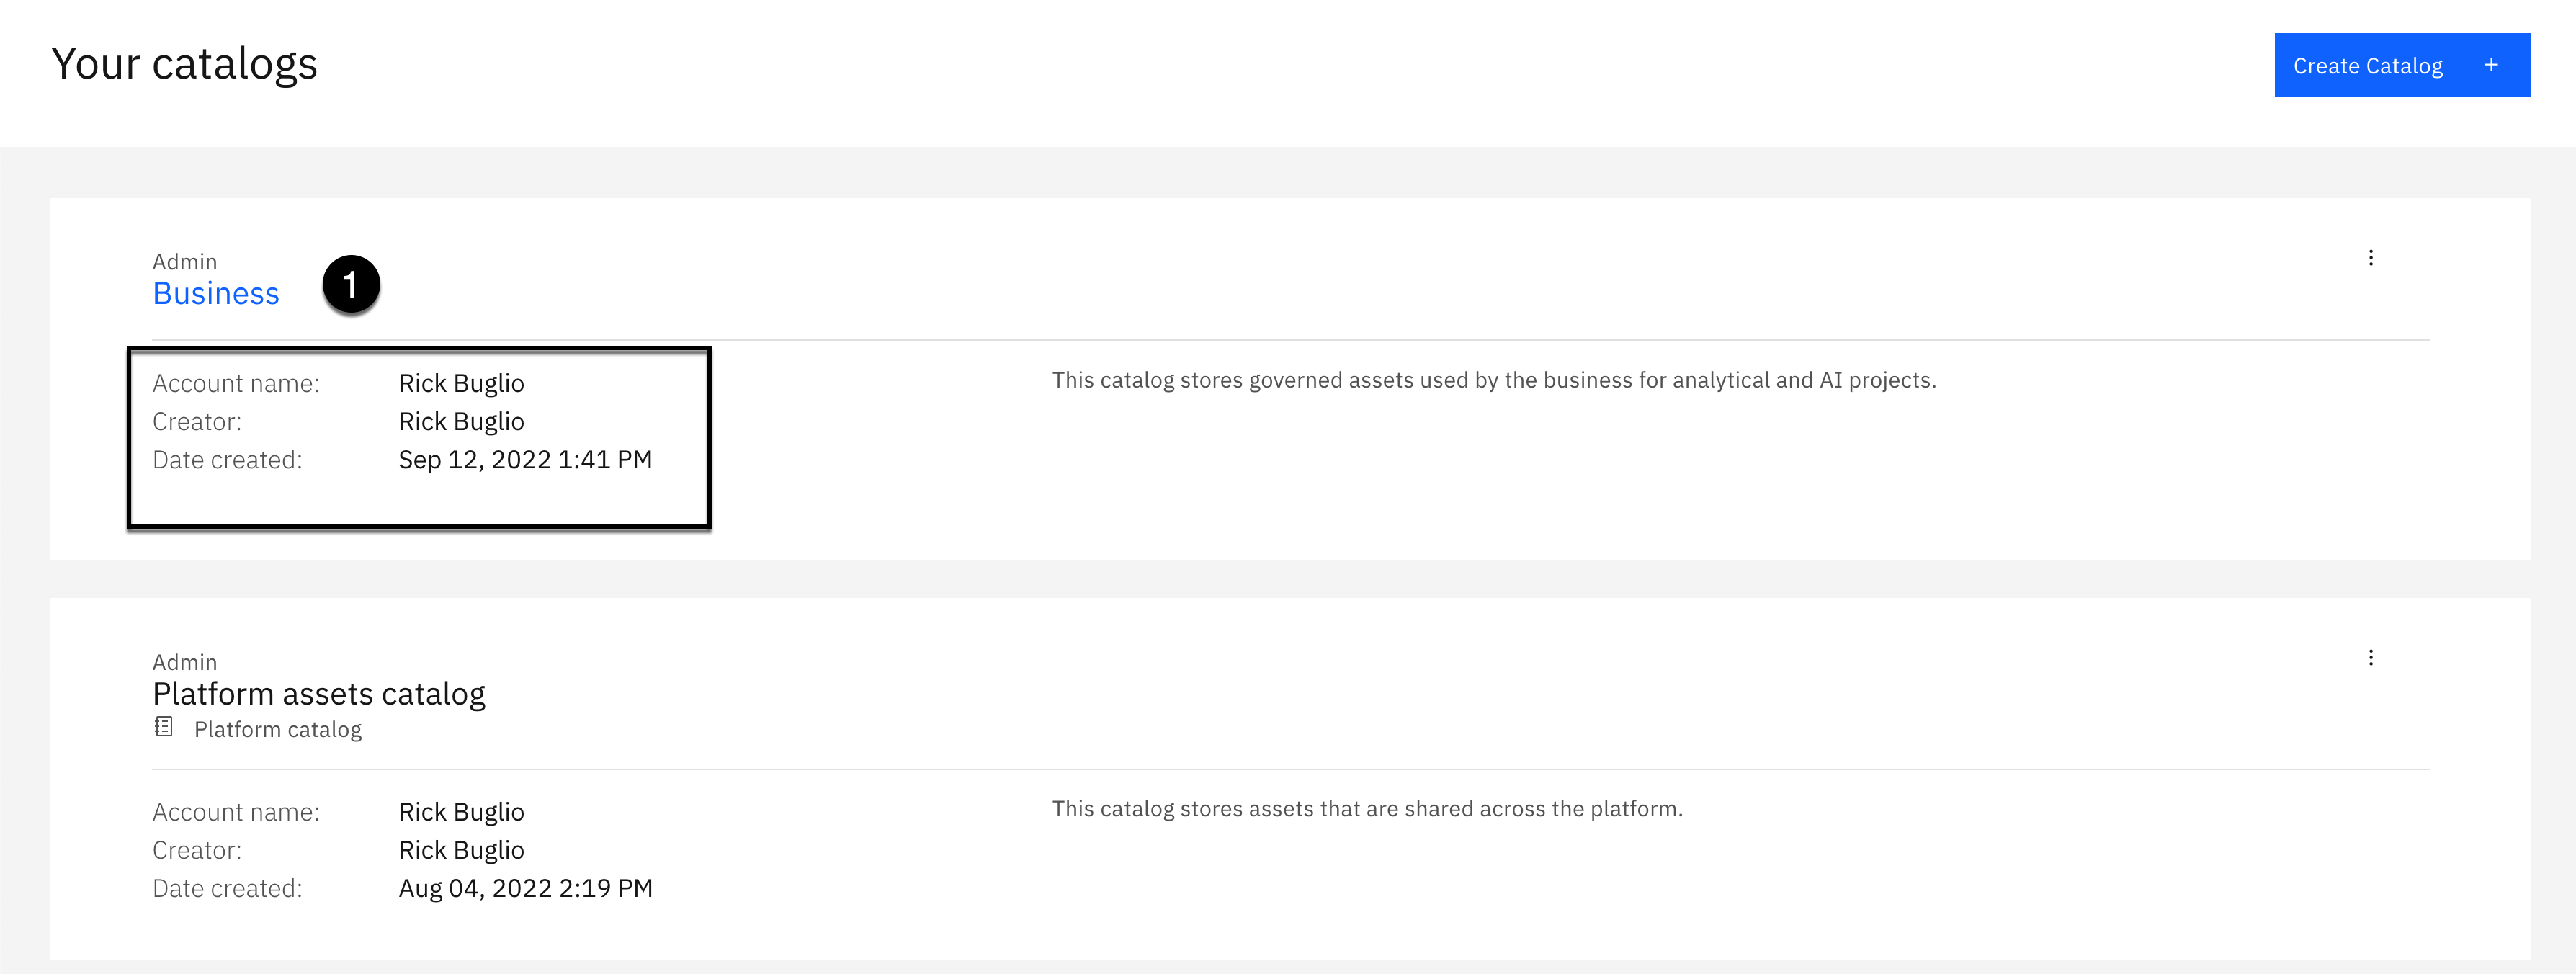 Your catalogs
Create Catalog +
Admin
Business
1
Account name: Rick Buglio
Creator: Rick Buglio
Date created: Sep 12, 2022 1:41 PM
This catalog stores governed assets used by the business for analytical and AI projects.
Admin
Platform assets catalog
Platform catalog
Account name: Rick Buglio
Creator: Rick Buglio
Date created: Aug 04, 2022 2:19 PM
This catalog stores assets that are shared across the platform.